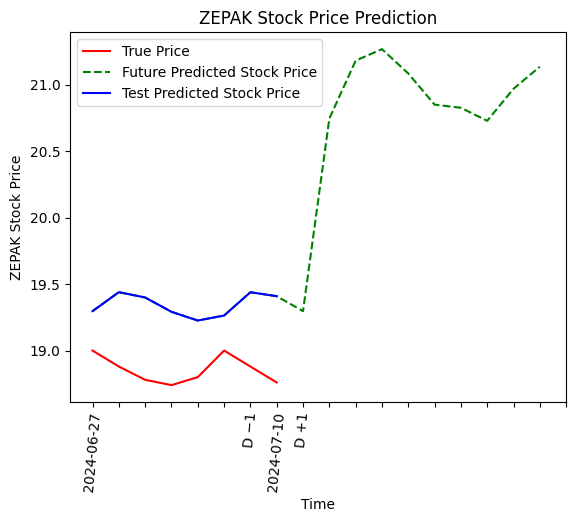 ZEPAK Stock Price Prediction
True Price
Future Predicted Stock Price
Test Predicted Stock Price
ZEPAK Stock Price
21.0
20.5
20.0
19.5
19.0
2024-06-27
D −1
2024-07-10
D +1
Time